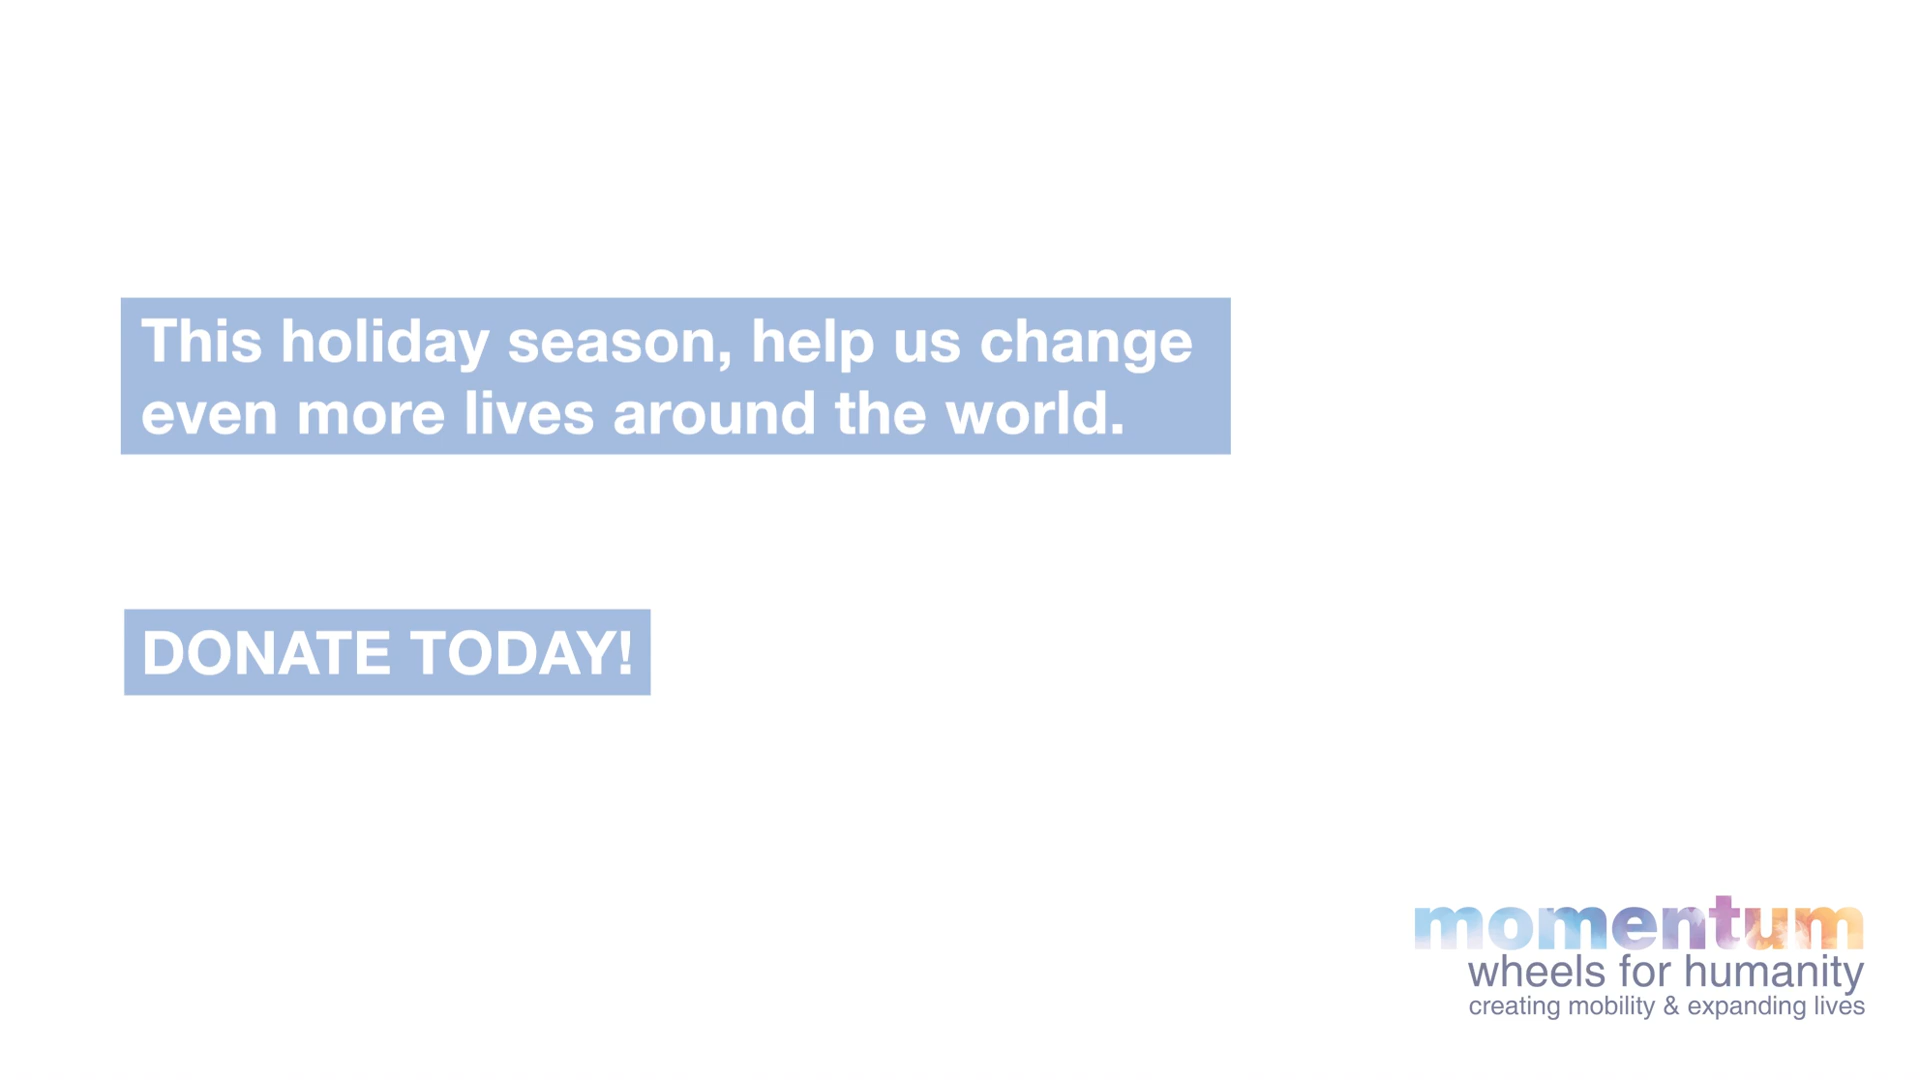 This holiday season, help us change
even more lives around the world.
DONATE TODAY!
momentum
wheels for humanity
creating mobility & expanding lives